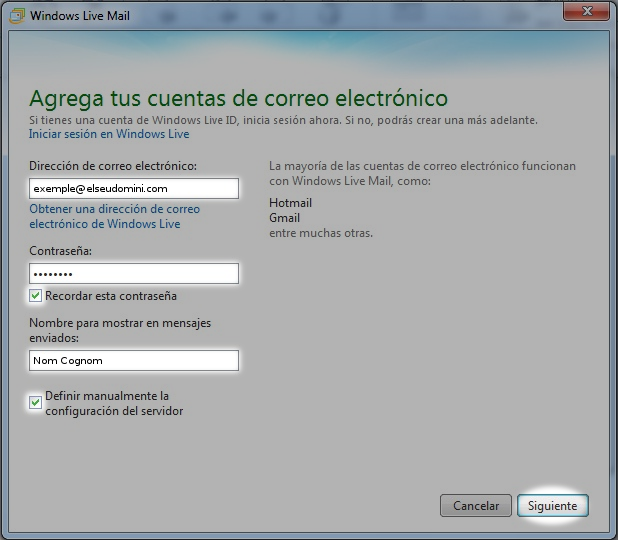 Windows Live Mail
Agrega tus cuentas de correo electrónico
Si tienes una cuenta de Windows Live ID, inicia sesión ahora. Si no, podrás crear una más adelante.
Iniciar sesión en Windows Live
Dirección de correo electrónico:
exemple@elseudomini.com
Obtener una dirección de correo
electrónico de Windows Live
Contraseña:
••••••••
Recordar esta contraseña
Nombre para mostrar en mensajes
enviados:
Nom Cognom
Definir manualmente la
configuración del servidor
La mayoría de las cuentas de correo electrónico funcionan
con Windows Live Mail, como:
Hotmail
Gmail
entre muchas otras.
Cancelar
Siguiente